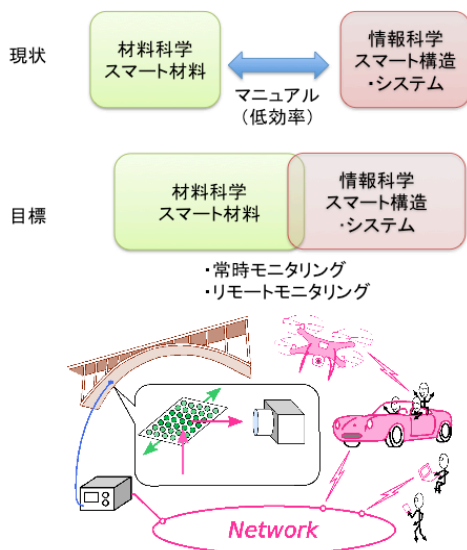 現状
材料科学
スマート材料
マニュアル
（低効率）
情報科学
スマート構造
・システム
目標
材料科学
スマート材料
情報科学
スマート構造
・システム
・常時モニタリング
・リモートモニタリング
Network